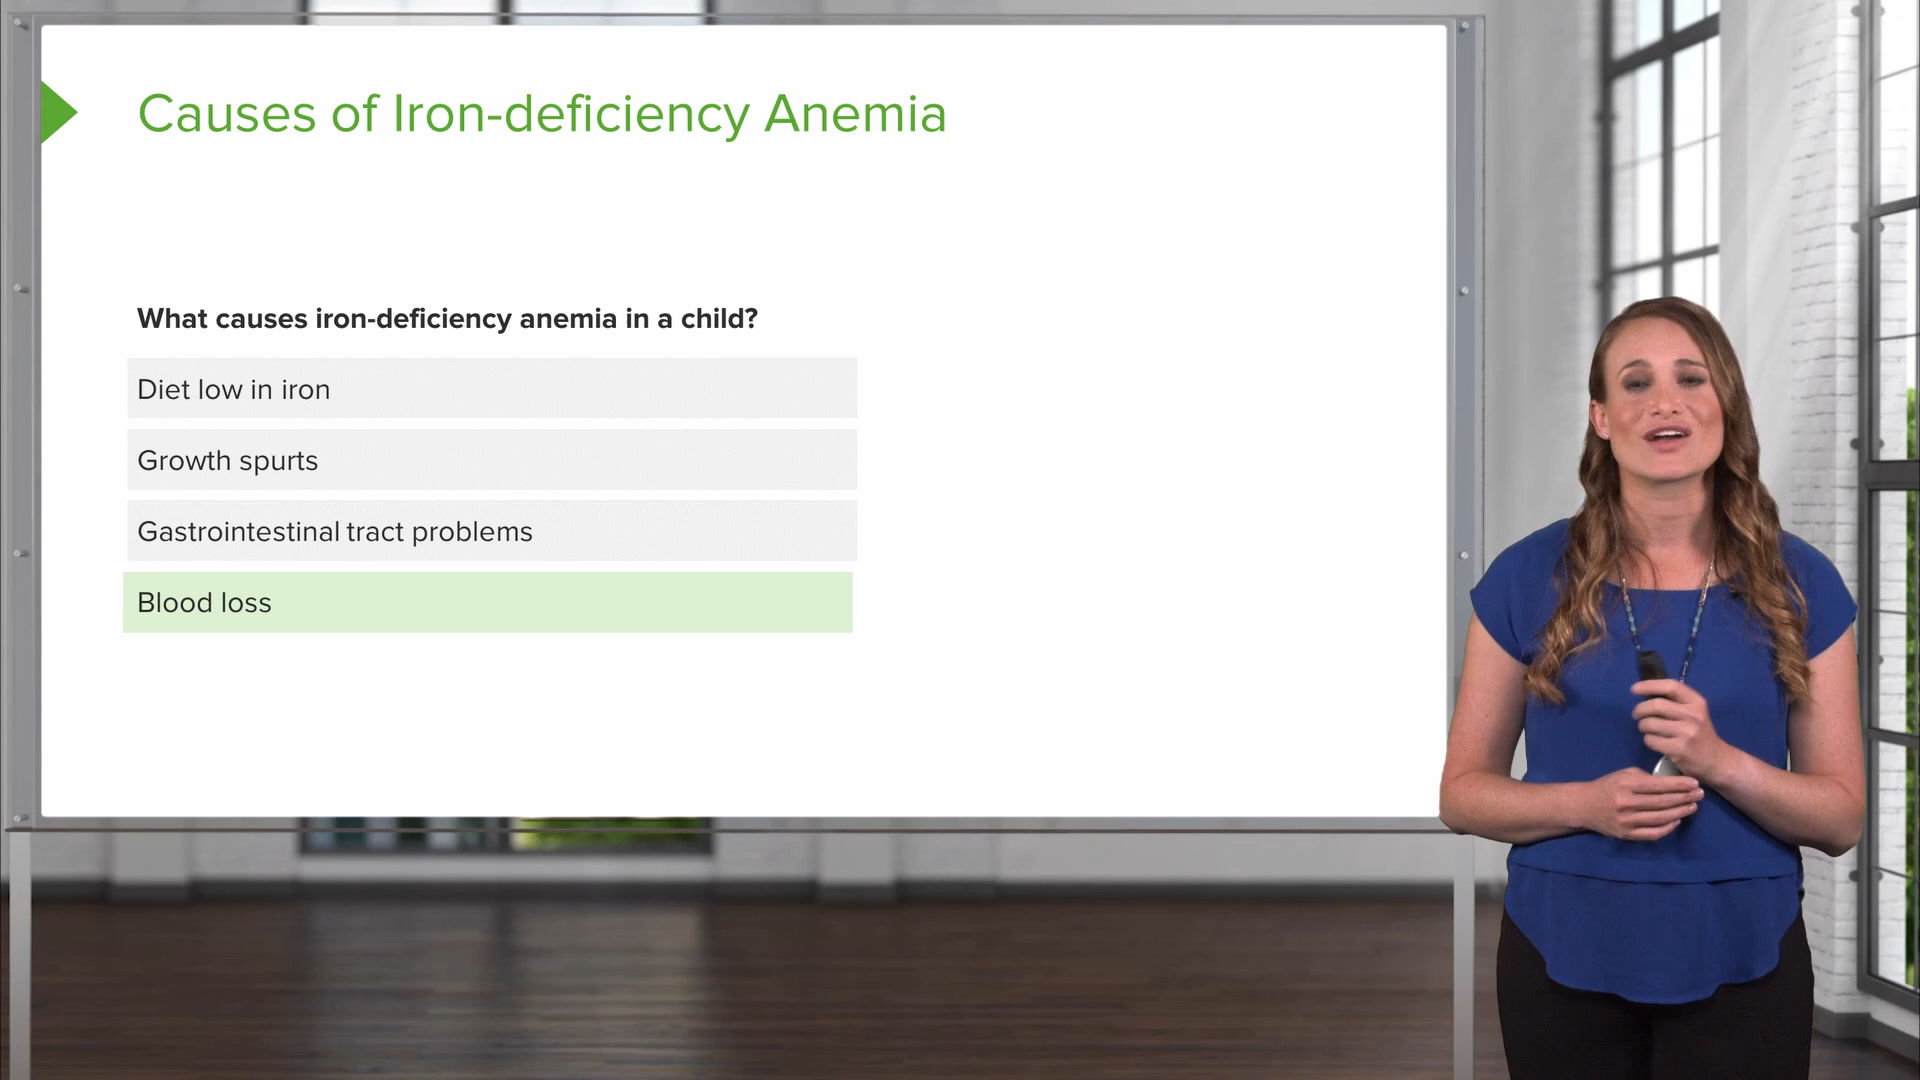 Causes of Iron-deficiency Anemia
What causes iron-deficiency anemia in a child?
Diet low in iron
Growth spurts
Gastrointestinal tract problems
Blood loss